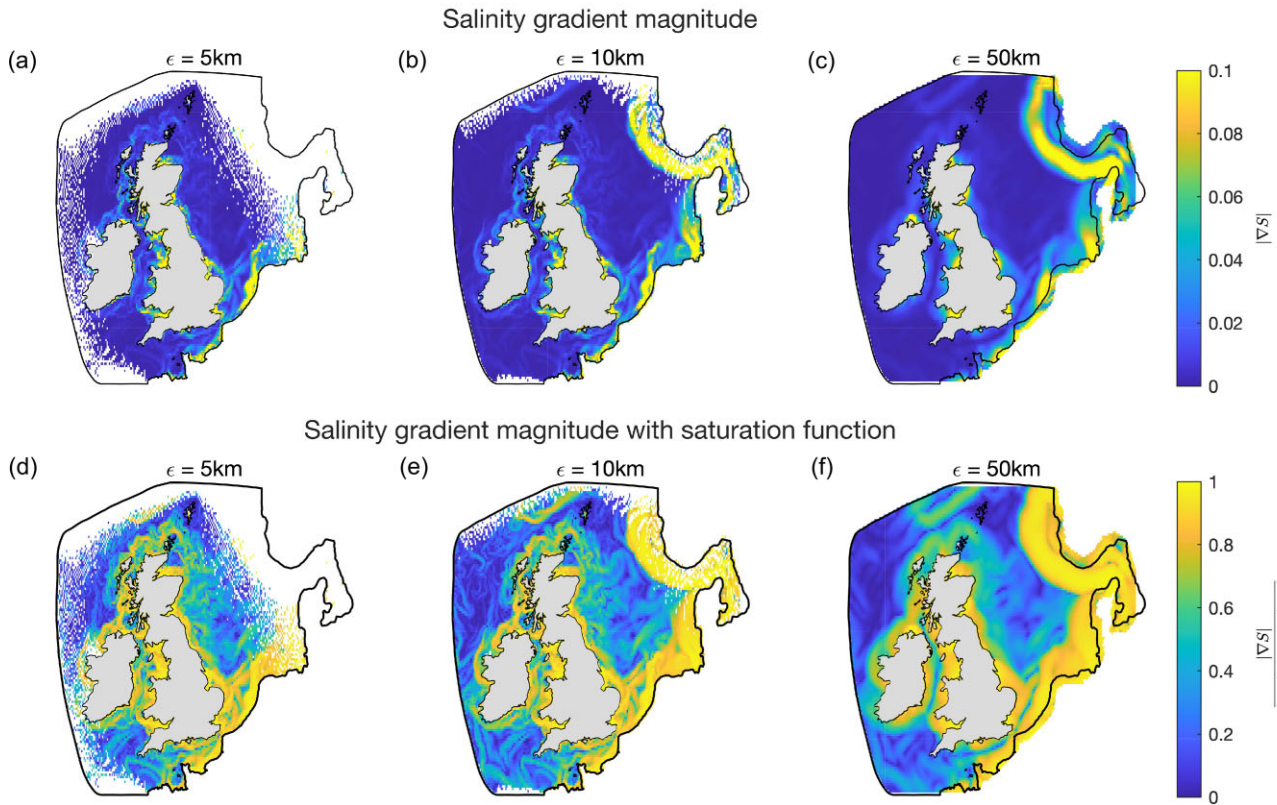 Salinity gradient magnitude
(a)
ϵ = 5km
(b)
ϵ = 10km
(c)
ϵ = 50km
0.1
0.08
0.06
0.04
0.02
0
|∇S|
Salinity gradient magnitude with saturation function
(d)
ϵ = 5km
(e)
ϵ = 10km
(f)
ϵ = 50km
1
0.8
0.6
0.4
0.2
0
|∇S|